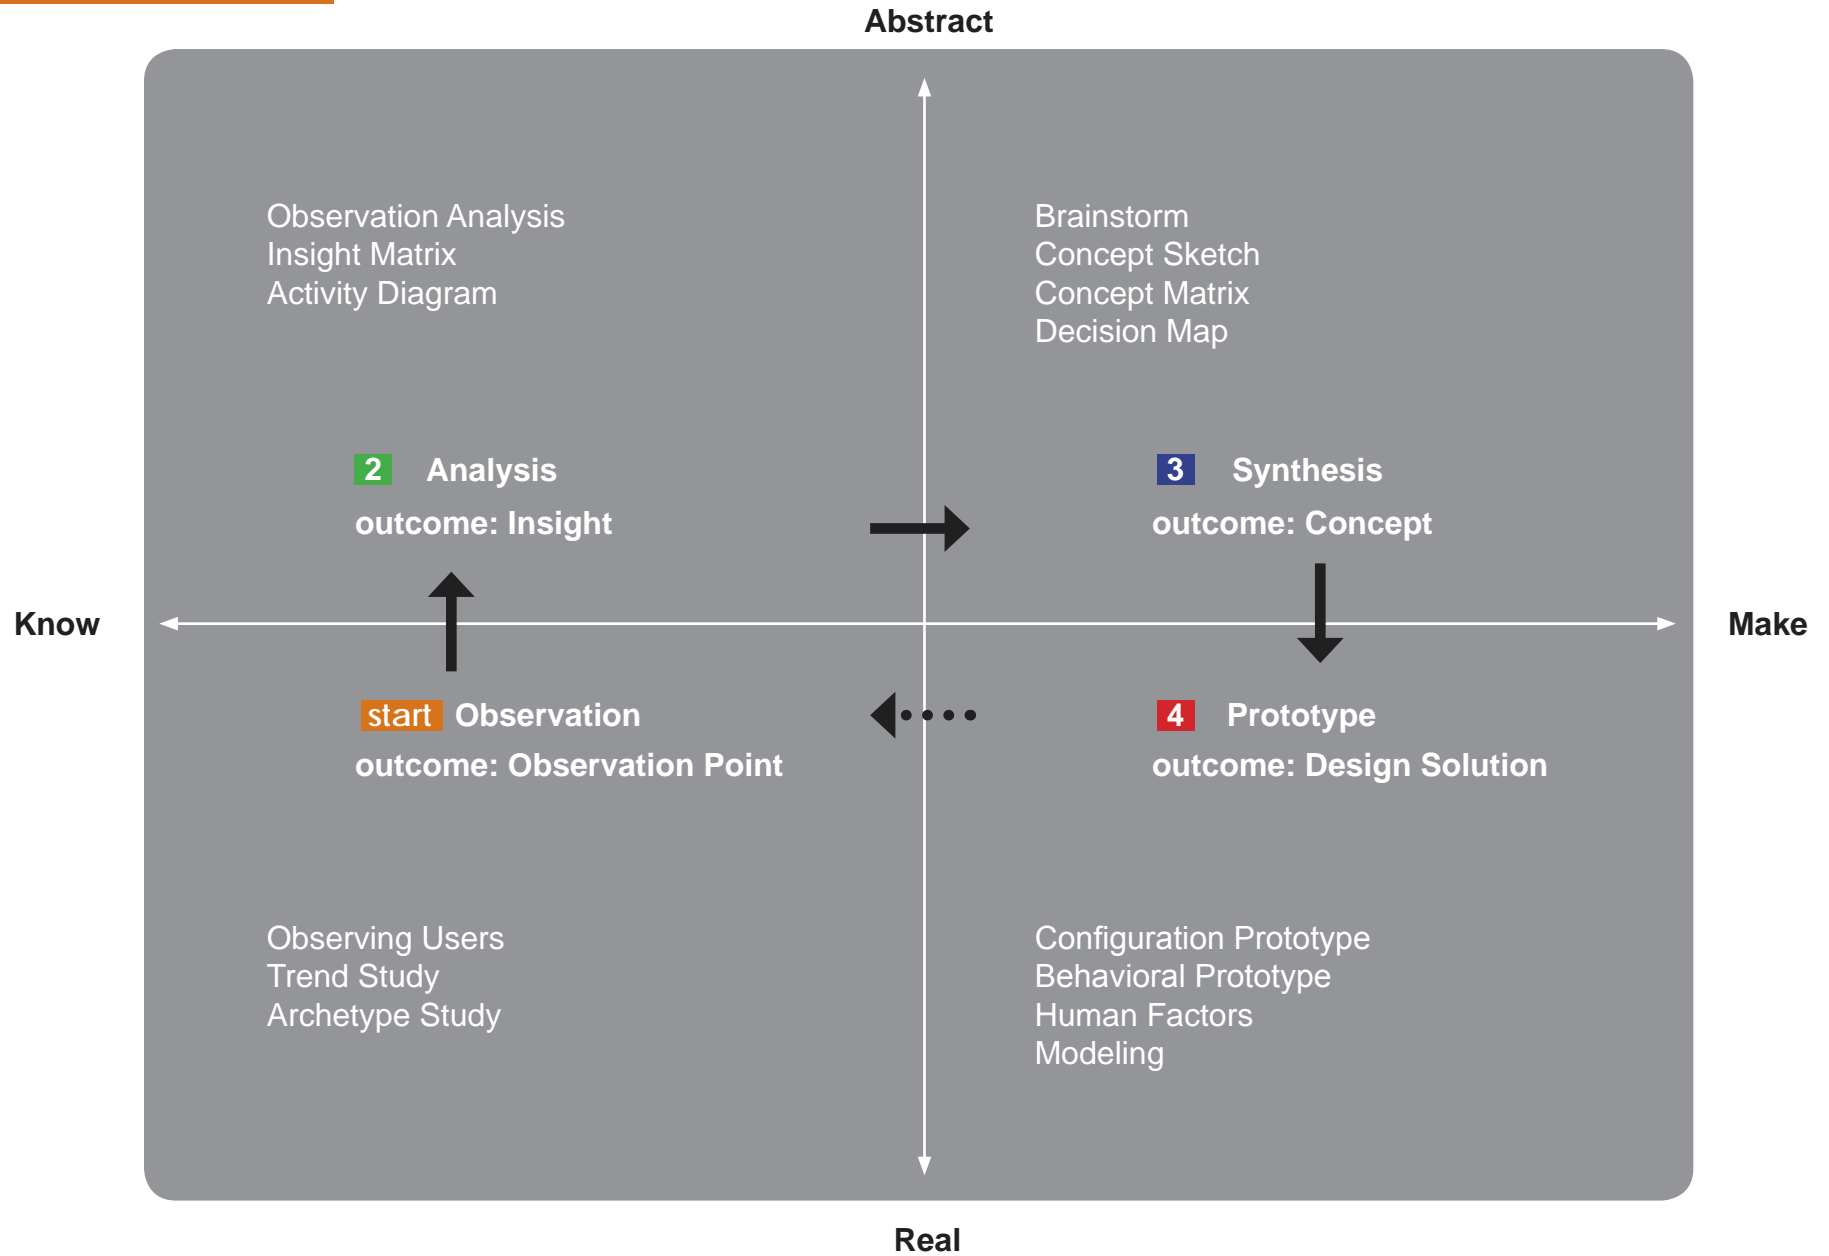 Abstract
Observation Analysis
Insight Matrix
Activity Diagram
Brainstorm
Concept Sketch
Concept Matrix
Decision Map
2 Analysis
outcome: Insight
3 Synthesis
outcome: Concept
Know
Make
start Observation
outcome: Observation Point
4 Prototype
outcome: Design Solution
Observing Users
Trend Study
Archetype Study
Configuration Prototype
Behavioral Prototype
Human Factors
Modeling
Real